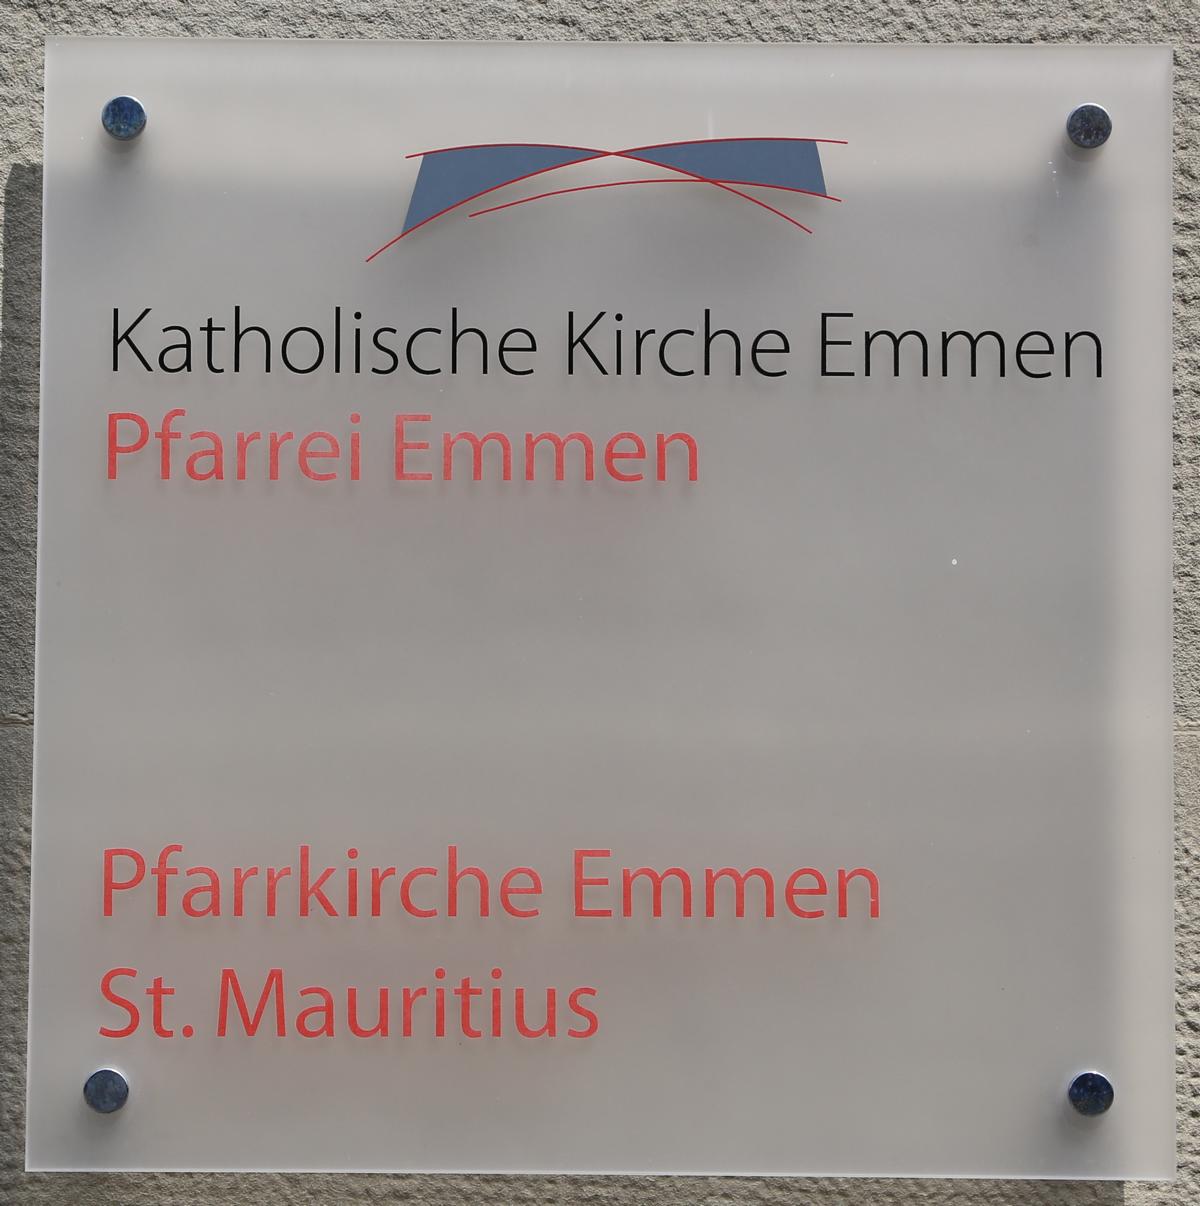 Katholische Kirche Emmen
Pfarrei Emmen
Pfarrkirche Emmen
St. Mauritius